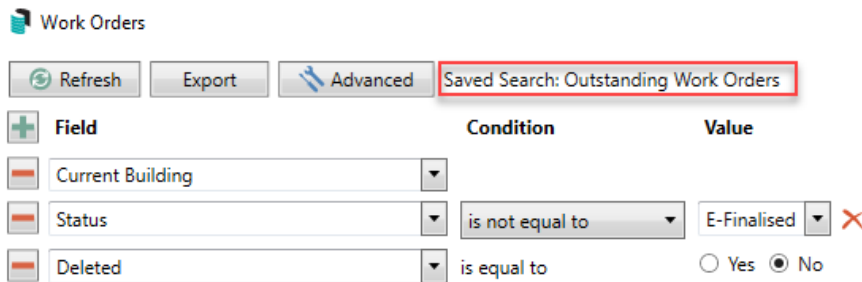 Work Orders
Refresh Export Advanced Saved Search: Outstanding Work Orders
Field Condition Value
Current Building
Status is not equal to E-Finalised
Deleted is equal to Yes No